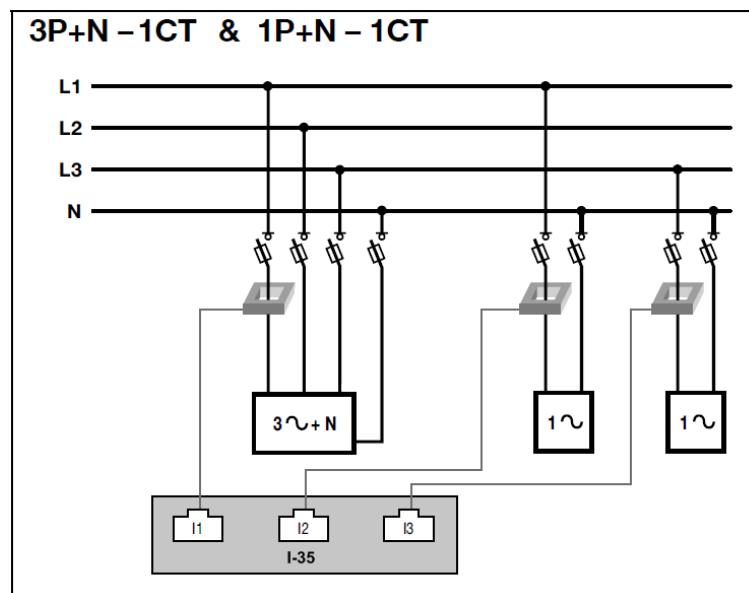 3P+N – 1CT & 1P+N – 1CT
L1
L2
L3
N
3∿+ N
1∿
1∿
I1
I2
I3
I-35